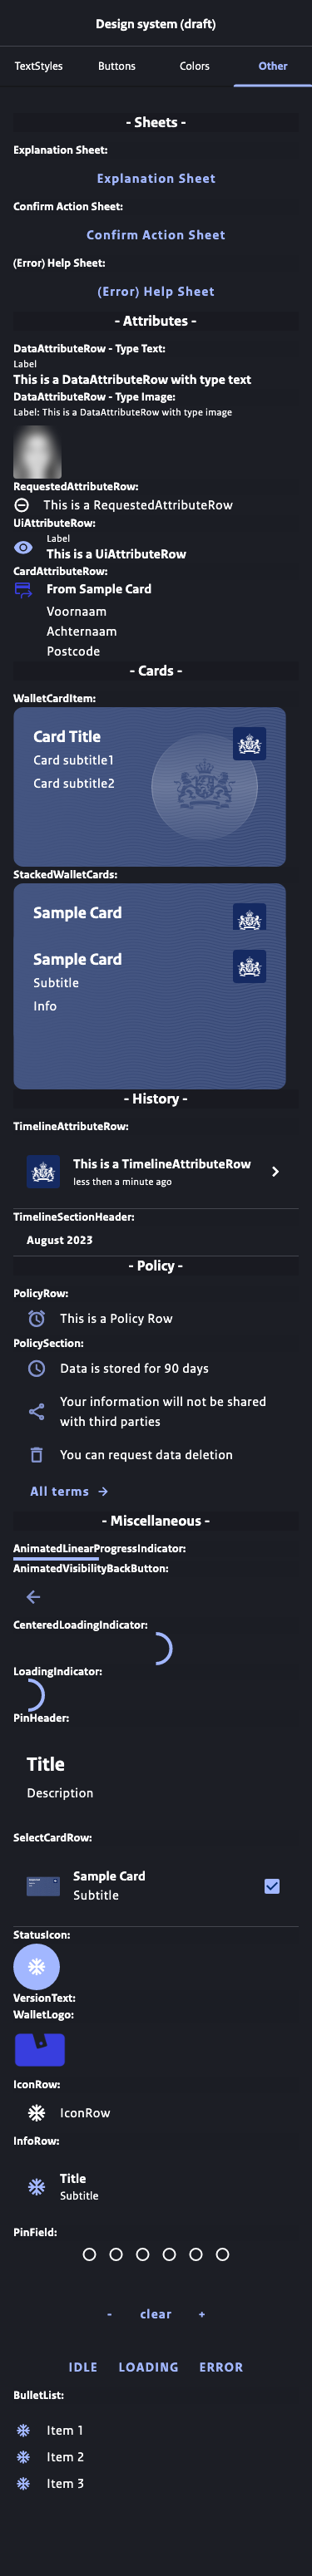 Design system (draft)
TextStyles
Buttons
Colors
Other
- Sheets -
Explanation Sheet:
Explanation Sheet
Confirm Action Sheet:
Confirm Action Sheet
(Error) Help Sheet:
(Error) Help Sheet
- Attributes -
DataAttributeRow - Type Text:
Label
This is a DataAttributeRow with type text
DataAttributeRow - Type Image:
Label: This is a DataAttributeRow with type image
RequestedAttributeRow:
This is a RequestedAttributeRow
UiAttributeRow:
Label
This is a UiAttributeRow
CardAttributeRow:
From Sample Card
Voornaam
Achternaam
Postcode
- Cards -
WalletCardItem:
Card Title
Card subtitle1
Card subtitle2
StackedWalletCards:
Sample Card
Sample Card
Subtitle
Info
- History -
TimelineAttributeRow:
This is a TimelineAttributeRow
less then a minute ago
TimelineSectionHeader:
August 2023
- Policy -
PolicyRow:
This is a Policy Row
PolicySection:
Data is stored for 90 days
Your information will not be shared
with third parties
You can request data deletion
All terms
- Miscellaneous -
AnimatedLinearProgressIndicator:
AnimatedVisibilityBackButton:
CenteredLoadingIndicator:
LoadingIndicator:
PinHeader:
Title
Description
SelectCardRow:
Sample Card
Subtitle
StatusIcon:
VersionText:
WalletLogo:
IconRow:
IconRow
InfoRow:
Title
Subtitle
PinField:
- clear +
IDLE LOADING ERROR
BulletList:
Item 1
Item 2
Item 3